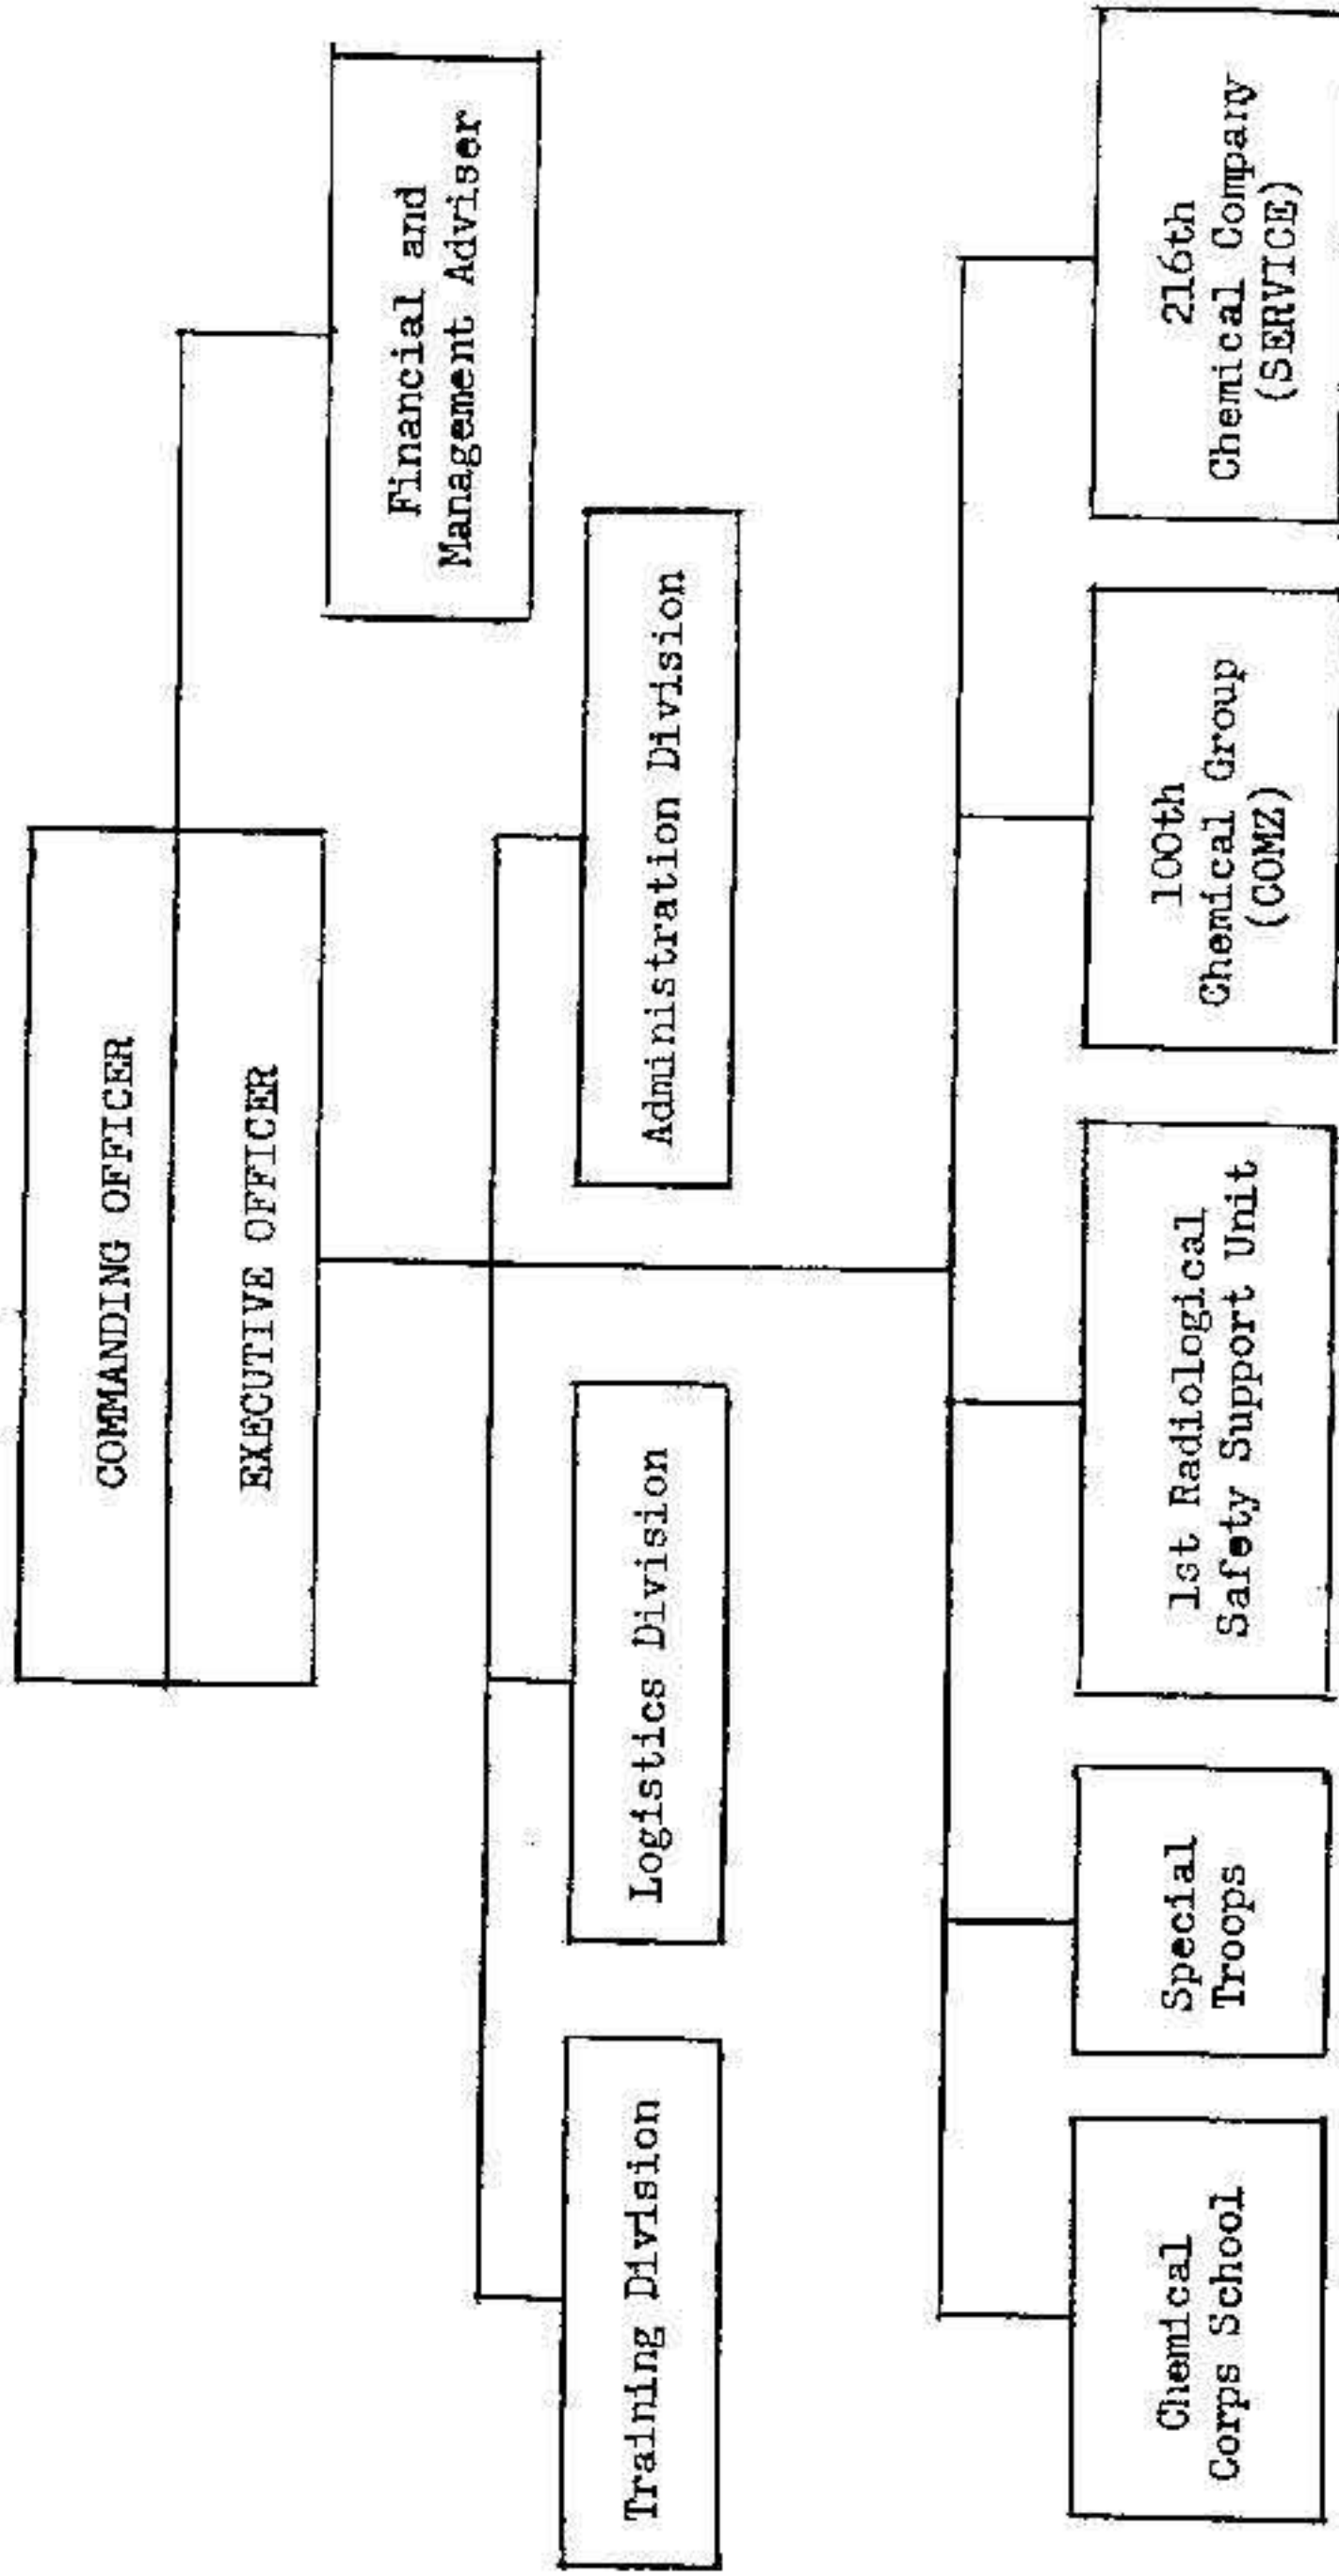 COMMANDING OFFICER
EXECUTIVE OFFICER
Financial and
Management Adviser
Training Division
Logistics Division
Administration Division
Chemical
Corps School
Special
Troops
1st Radiological
Safety Support Unit
100th
Chemical Group
(COMZ)
216th
Chemical Company
(SERVICE)